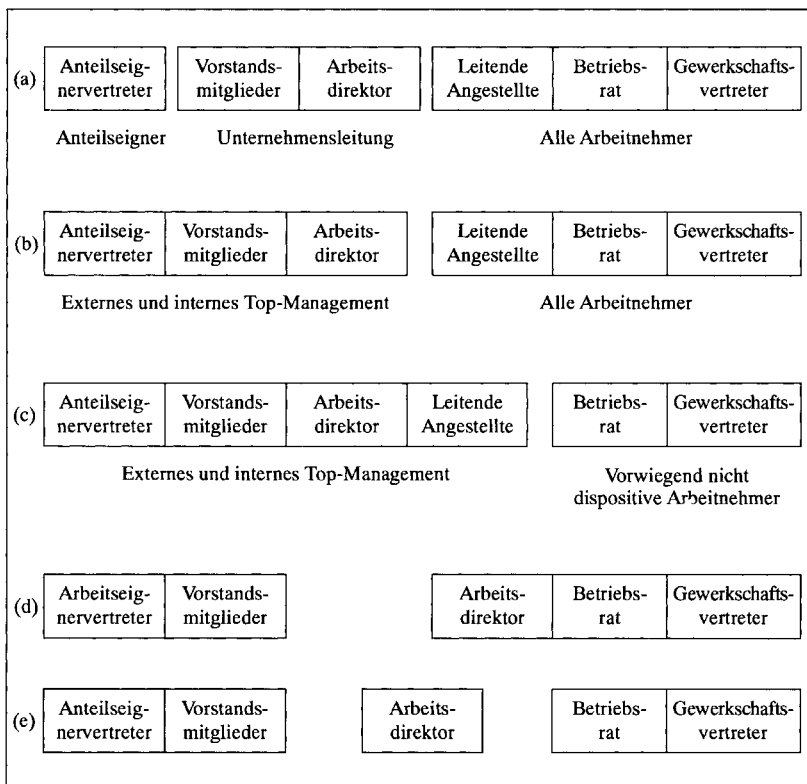 Anteilseig- Vorstands- Arbeits- Leitende Betriebs- Gewerkschafts-
(a) nervertreter mitglieder direktor Angestellte rat vertreter
Anteilseigner Unternehmensleitung Alle Arbeitnehmer
Anteilseig- Vorstands- Arbeits- Leitende Betriebs- Gewerkschafts-
(b) nervertreter mitglieder direktor Angestellte rat vertreter
Externes und internes Top-Management Alle Arbeitnehmer
Anteilseig- Vorstands- Arbeits- Leitende Betriebs- Gewerkschafts-
(c) nervertreter mitglieder direktor Angestellte rat vertreter
Externes und internes Top-Management Vorwiegend nicht
dispositive Arbeitnehmer
Arbeitseig- Vorstands- Arbeits- Betriebs- Gewerkschafts-
(d) nervertreter mitglieder direktor rat vertreter
Anteilseig- Vorstands- Arbeits- Betriebs- Gewerkschafts-
(e) nervertreter mitglieder direktor rat vertreter